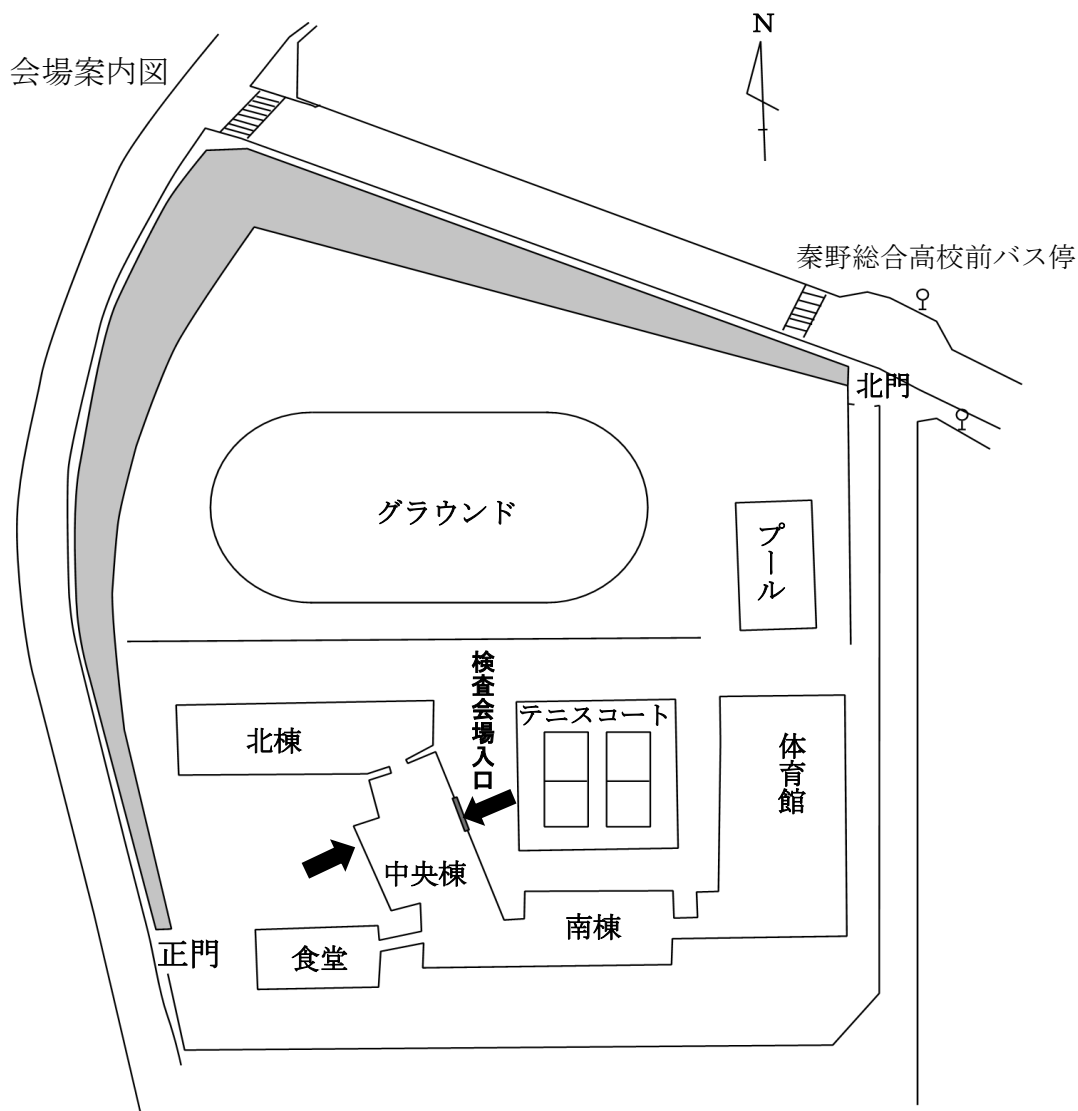 N
会場案内図
秦野総合高校前バス停
北門
グラウンド
プール
検査会場入口
テニスコート
北棟
体育館
中央棟
南棟
正門
食堂